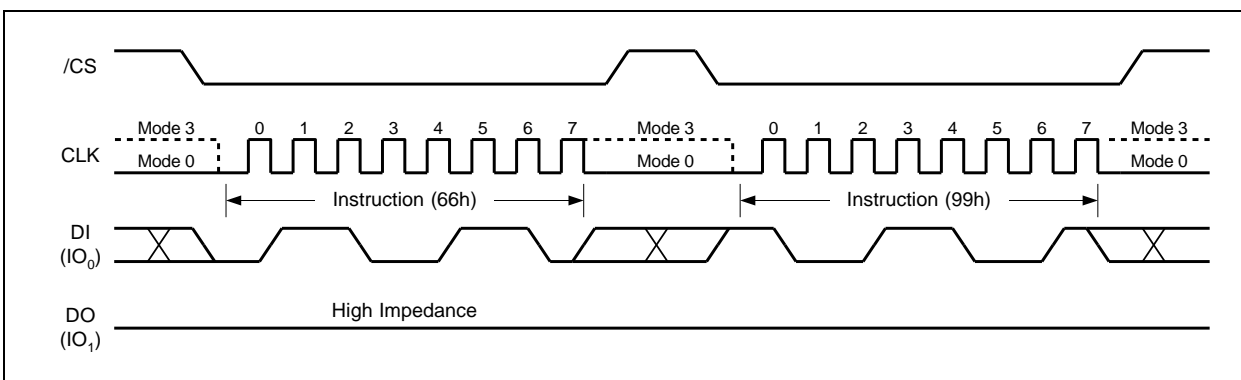 /CS
Mode 3 0 1 2 3 4 5 6 7 Mode 3 0 1 2 3 4 5 6 7 Mode 3
CLK
Mode 0 Mode 0 Mode 0
Instruction (66h) Instruction (99h)
DI
(IO₀)
High Impedance
DO
(IO₁)